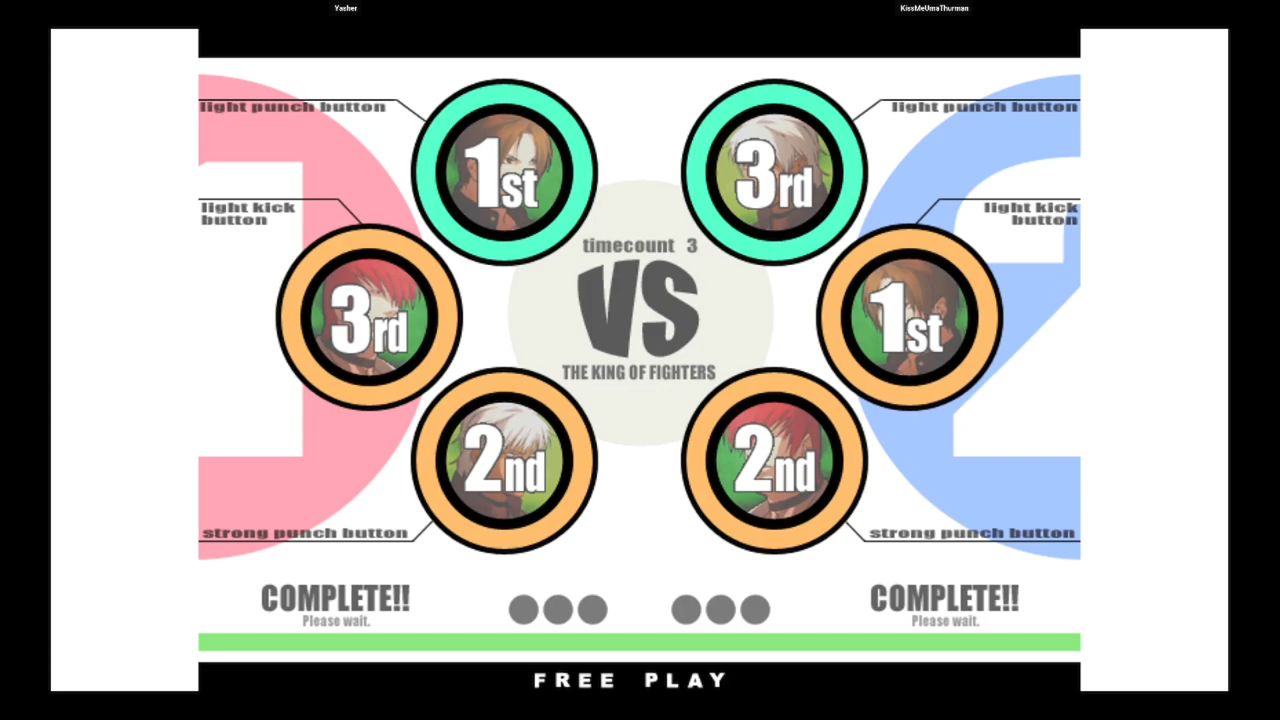 Yasher
KissMeUmaThurman
light punch button
light punch button
1st
3rd
light kick
button
light kick
button
timecount 3
VS
THE KING OF FIGHTERS
3rd
1st
2nd
2nd
strong punch button
strong punch button
COMPLETE!!
Please wait.
COMPLETE!!
Please wait.
FREE PLAY